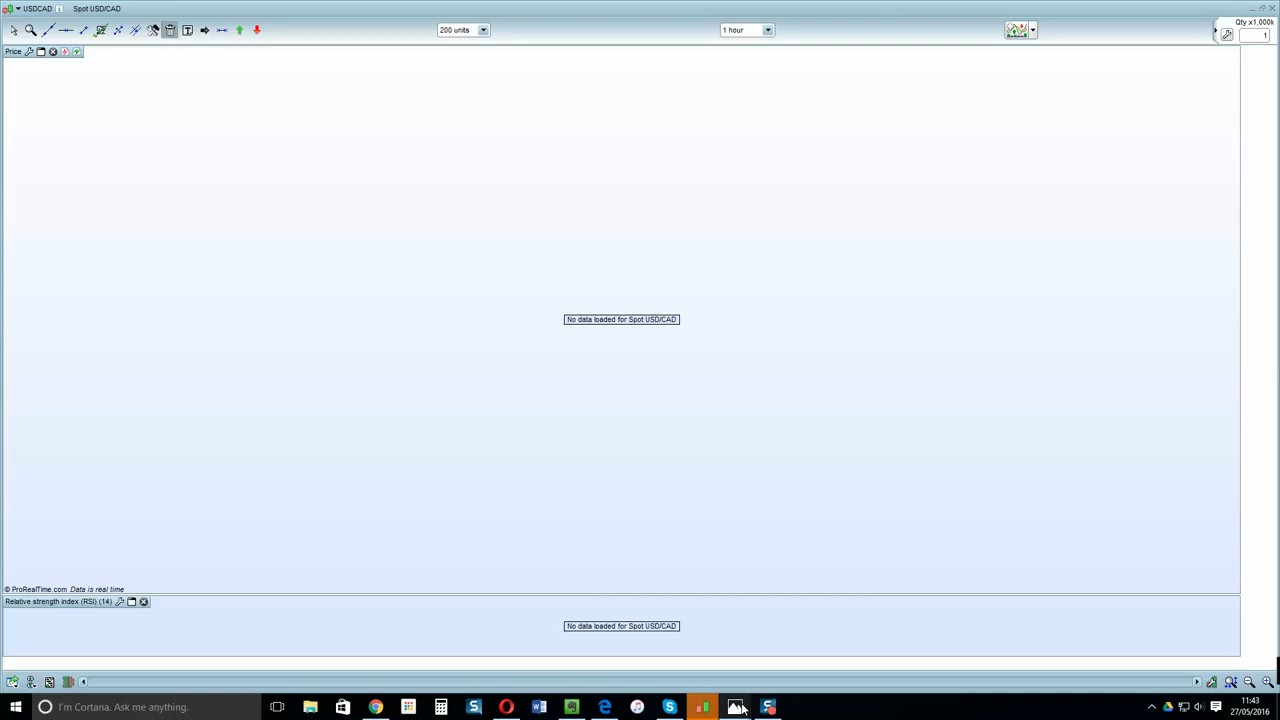 USDCAD Spot USD/CAD
Qty x1,000k
200 units 1 hour 1
Price
No data loaded for Spot USD/CAD
© ProRealTime.com Data is real time
Relative strength index (RSI) (14)
No data loaded for Spot USD/CAD
I'm Cortana. Ask me anything.
11:43
27/05/2016